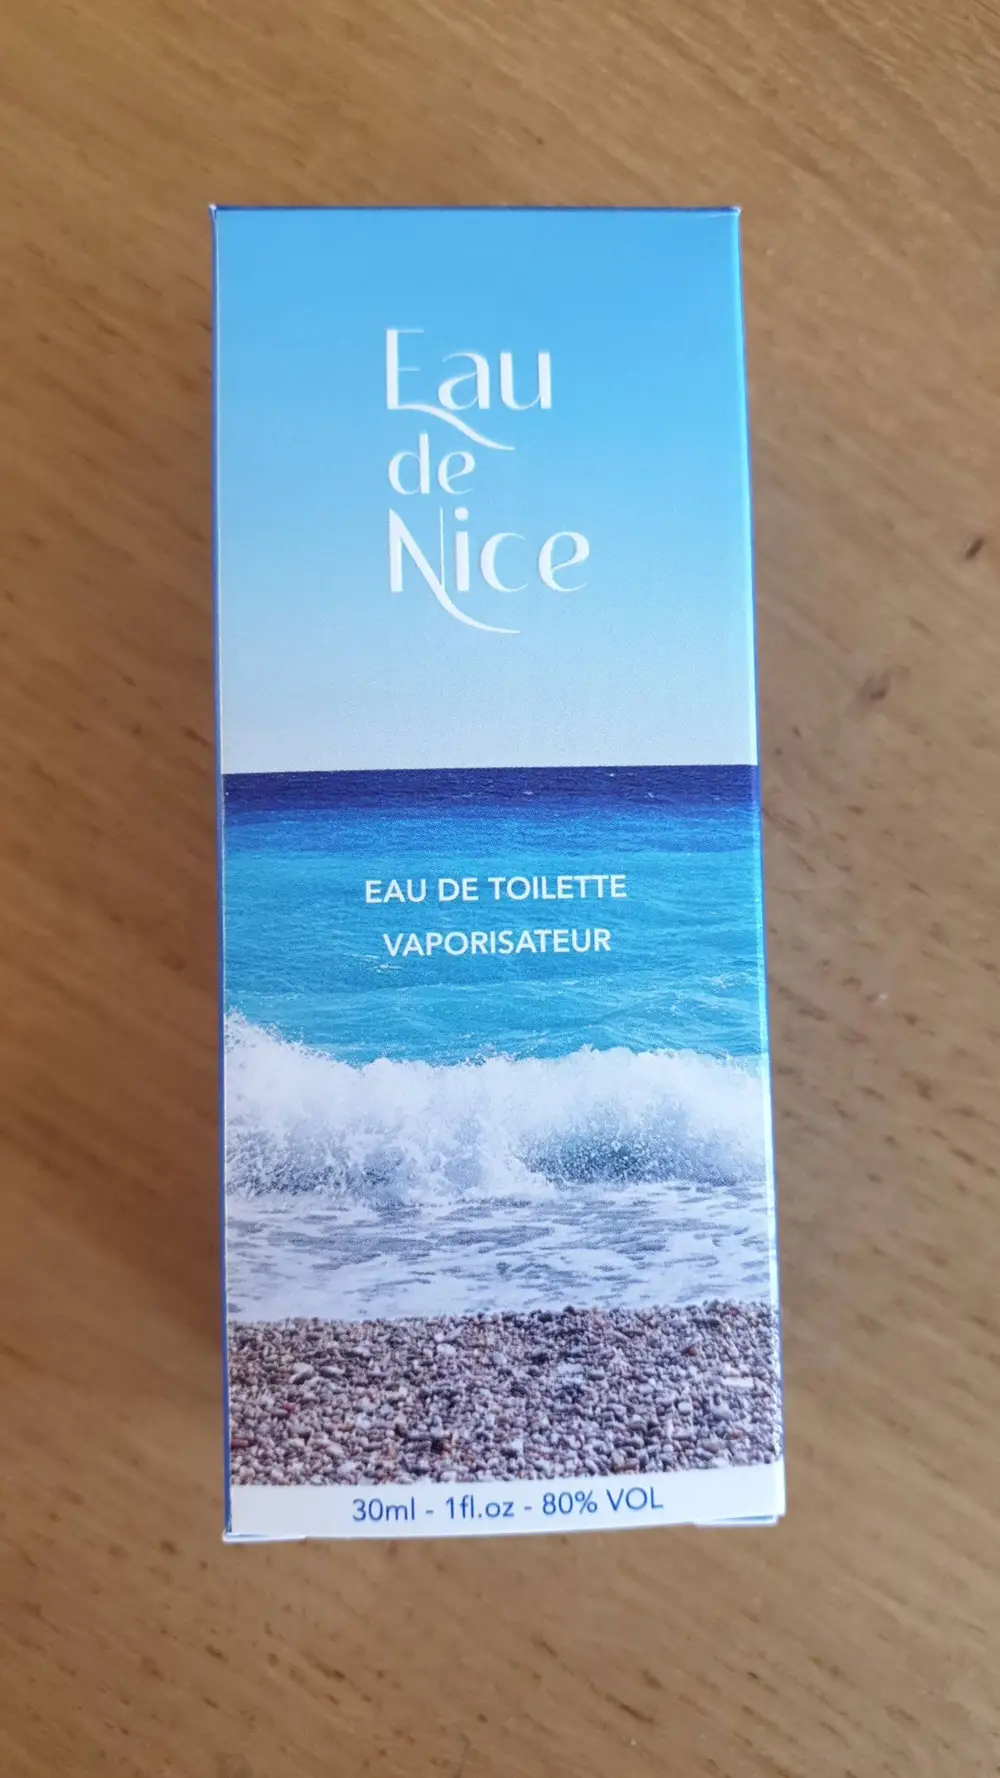 Eau
de
Nice
EAU DE TOILETTE
VAPORISATEUR
30ml - 1fl.oz - 80% VOL